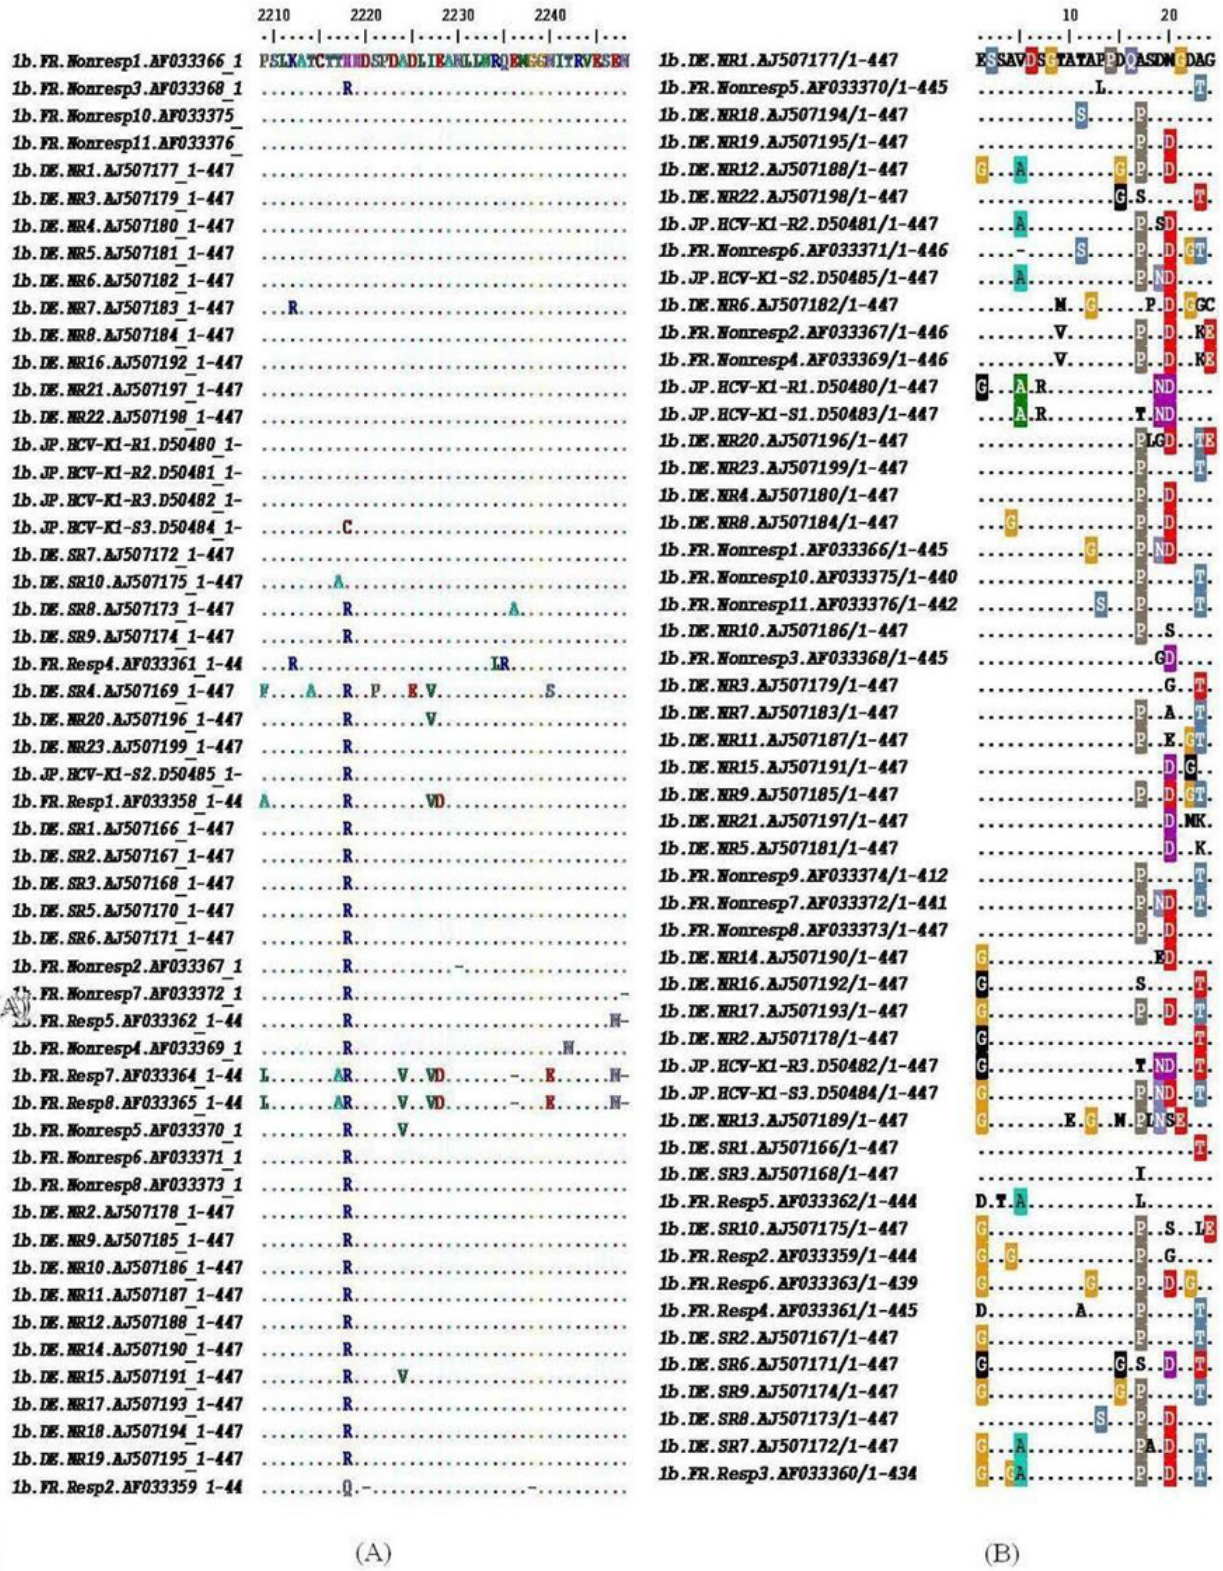 2210 2220 2230 2240
1b.FR.Nonresp1.AF033366_1 PSLKATCTTHHDSPDADLIEANLLWRQEMGGNITRVESEN
1b.FR.Nonresp3.AF033368_1 .........R..............................
1b.FR.Nonresp10.AF033375_ ........................................
1b.FR.Nonresp11.AF033376_ ........................................
1b.DE.NR1.AJ507177_1-447 ........................................
1b.DE.NR3.AJ507179_1-447 ........................................
1b.DE.NR4.AJ507180_1-447 ........................................
1b.DE.NR5.AJ507181_1-447 ........................................
1b.DE.NR6.AJ507182_1-447 ........................................
1b.DE.NR7.AJ507183_1-447 ...R....................................
1b.DE.NR8.AJ507184_1-447 ........................................
1b.DE.NR16.AJ507192_1-447 ........................................
1b.DE.NR21.AJ507197_1-447 ........................................
1b.DE.NR22.AJ507198_1-447 ........................................
1b.JP.HCV-K1-R1.D50480_1- ........................................
1b.JP.HCV-K1-R2.D50481_1- ........................................
1b.JP.HCV-K1-R3.D50482_1- ........................................
1b.JP.HCV-K1-S3.D50484_1- .........C..............................
1b.DE.SR7.AJ507172_1-447 ........................................
1b.DE.SR10.AJ507175_1-447 ........A...............................
1b.DE.SR8.AJ507173_1-447 .........R.................A............
1b.DE.SR9.AJ507174_1-447 .........R..............................
1b.FR.Resp4.AF033361_1-44 ...R.....................LR.............
1b.DE.SR4.AJ507169_1-447 F....A...R..P...E.V............S........
1b.DE.NR20.AJ507196_1-447 .........R........V.....................
1b.DE.NR23.AJ507199_1-447 .........R..............................
1b.JP.HCV-K1-S2.D50485_1- .........R..............................
1b.FR.Resp1.AF033358_1-44 A........R........VD....................
1b.DE.SR1.AJ507166_1-447 .........R..............................
1b.DE.SR2.AJ507167_1-447 .........R..............................
1b.DE.SR3.AJ507168_1-447 .........R..............................
1b.DE.SR5.AJ507170_1-447 .........R..............................
1b.DE.SR6.AJ507171_1-447 .........R..............................
1b.FR.Nonresp2.AF033367_1 .........R...........-..................
1b.FR.Nonresp7.AF033372_1 .........R.............................-
1b.FR.Resp5.AF033362_1-44 .........R............................N-
1b.FR.Nonresp4.AF033369_1 .........R.......................N......
1b.FR.Resp7.AF033364_1-44 L.......AR.....V..VD.......-...E......N-
1b.FR.Resp8.AF033365_1-44 L.......AR.....V..VD.......-...E......N-
1b.FR.Nonresp5.AF033370_1 .........R.....V........................
1b.FR.Nonresp6.AF033371_1 .........R..............................
1b.FR.Nonresp8.AF033373_1 .........R..............................
1b.DE.NR2.AJ507178_1-447 .........R..............................
1b.DE.NR9.AJ507185_1-447 .........R..............................
1b.DE.NR10.AJ507186_1-447 .........R..............................
1b.DE.NR11.AJ507187_1-447 .........R..............................
1b.DE.NR12.AJ507188_1-447 .........R..............................
1b.DE.NR14.AJ507190_1-447 .........R..............................
1b.DE.NR15.AJ507191_1-447 .........R.....V........................
1b.DE.NR17.AJ507193_1-447 .........R..............................
1b.DE.NR18.AJ507194_1-447 .........R..............................
1b.DE.NR19.AJ507195_1-447 .........R..............................
1b.FR.Resp2.AF033359_1-44 .........Q.-.................-..........
(A)
10 20
1b.DE.NR1.AJ507177/1-447 ESSAVDSGTATAPPDQASDNGDAG
1b.FR.Nonresp5.AF033370/1-445 ............L.........T.
1b.DE.NR18.AJ507194/1-447 ..........S.....P.......
1b.DE.NR19.AJ507195/1-447 ................P..D....
1b.DE.NR12.AJ507188/1-447 G...A.........G.P..D....
1b.DE.NR22.AJ507198/1-447 ..............G.S.....T.
1b.JP.HCV-K1-R2.D50481/1-447 ....A...........P.SD....
1b.FR.Nonresp6.AF033371/1-446 ....-.....S.....P..D.GT.
1b.JP.HCV-K1-S2.D50485/1-447 ....A...........P.ND....
1b.DE.NR6.AJ507182/1-447 ........M..G.....P.D.GGC
1b.FR.Nonresp2.AF033367/1-446 ........V.......P..D..KE
1b.FR.Nonresp4.AF033369/1-446 ........V.......P..D..KE
1b.JP.HCV-K1-R1.D50480/1-447 G...A.R...........ND....
1b.JP.HCV-K1-S1.D50483/1-447 ....A.R.........T.ND....
1b.DE.NR20.AJ507196/1-447 ................PLGD..TE
1b.DE.NR23.AJ507199/1-447 ................P.....T.
1b.DE.NR4.AJ507180/1-447 ................P..D....
1b.DE.NR8.AJ507184/1-447 ...G............P..D....
1b.FR.Nonresp1.AF033366/1-445 ...........G....P.ND....
1b.FR.Nonresp10.AF033375/1-440 ................P.....T.
1b.FR.Nonresp11.AF033376/1-442 ............S...P.....T.
1b.DE.NR10.AJ507186/1-447 ................P..S....
1b.FR.Nonresp3.AF033368/1-445 ..................GD....
1b.DE.NR3.AJ507179/1-447 ...................G..T.
1b.DE.NR7.AJ507183/1-447 ................P..A..T.
1b.DE.NR11.AJ507187/1-447 ................P..E.GT.
1b.DE.NR15.AJ507191/1-447 ...................D.G..
1b.DE.NR9.AJ507185/1-447 ................P..D.GT.
1b.DE.NR21.AJ507197/1-447 ...................D.NK.
1b.DE.NR5.AJ507181/1-447 ...................D..K.
1b.FR.Nonresp9.AF033374/1-412 ................P.....T.
1b.FR.Nonresp7.AF033372/1-441 ................P.ND..T.
1b.FR.Nonresp8.AF033373/1-447 ................P..D....
1b.DE.NR14.AJ507190/1-447 G.................ED....
1b.DE.NR16.AJ507192/1-447 G...............S.....T.
1b.DE.NR17.AJ507193/1-447 G...............P..D..T.
1b.DE.NR2.AJ507178/1-447 G.....................T.
1b.JP.HCV-K1-R3.D50482/1-447 G...............T.ND..T.
1b.JP.HCV-K1-S3.D50484/1-447 G...............P.ND..T.
1b.DE.NR13.AJ507189/1-447 G........E.G..M.PLNSE...
1b.DE.SR1.AJ507166/1-447 ......................T.
1b.DE.SR3.AJ507168/1-447 ................I.......
1b.FR.Resp5.AF033362/1-444 D.TA............L.......
1b.DE.SR10.AJ507175/1-447 G...............P..S..LE
1b.FR.Resp2.AF033359/1-444 G..G............P..G....
1b.FR.Resp6.AF033363/1-439 G..........G....P..D.G..
1b.FR.Resp4.AF033361/1-445 D.........A.....P.....T.
1b.DE.SR2.AJ507167/1-447 G...............P.....T.
1b.DE.SR6.AJ507171/1-447 G.............G.S..D..T.
1b.DE.SR9.AJ507174/1-447 G.............G.P.....T.
1b.DE.SR8.AJ507173/1-447 ............S...P..D....
1b.DE.SR7.AJ507172/1-447 G...A...........PA.D..T.
1b.FR.Resp3.AF033360/1-434 G..GA...........P..D..T.
(B)